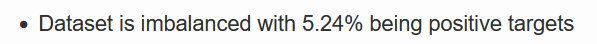 • Dataset is imbalanced with 5.24% being positive targets